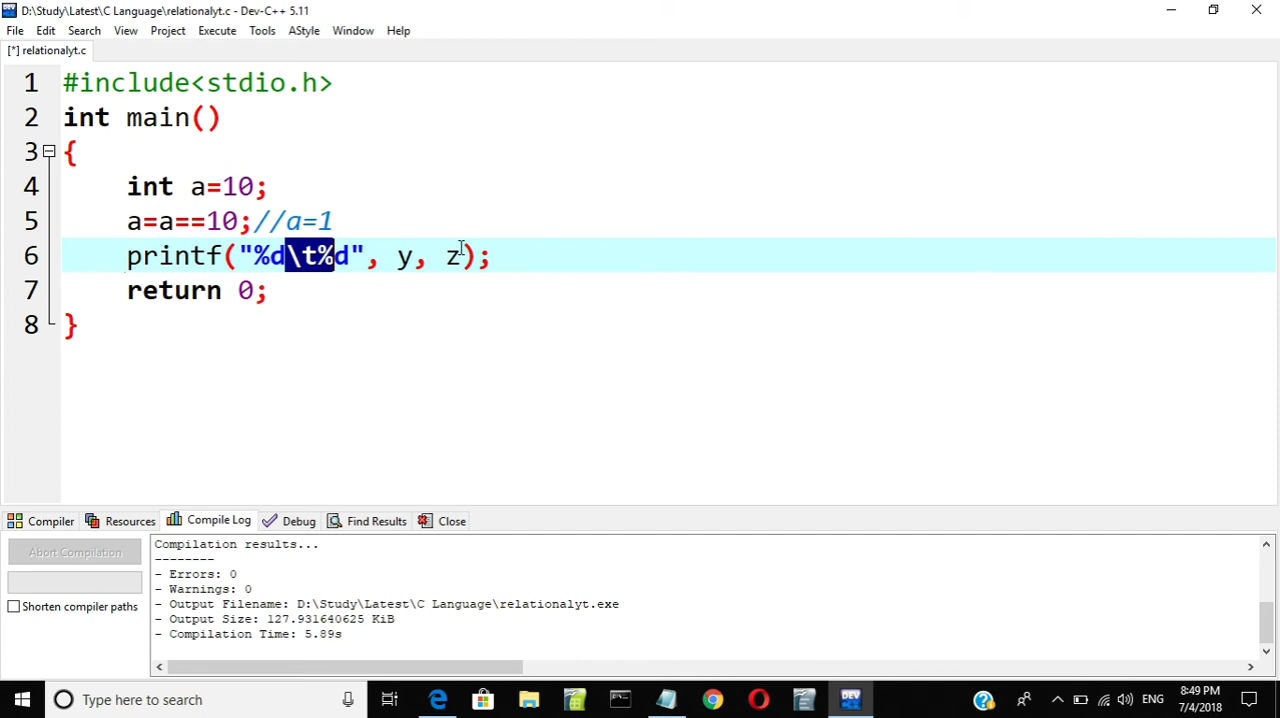 D:\Study\Latest\C Language\relationalyt.c - Dev-C++ 5.11
File Edit Search View Project Execute Tools AStyle Window Help
[*] relationalyt.c
1 #include<stdio.h>
2 int main()
3 {
4 int a=10;
5 a=a==10;//a=1
6 printf("%d\t%d", y, z);
7 return 0;
8 }
Compiler Resources Compile Log Debug Find Results Close
Abort Compilation
Shorten compiler paths
Compilation results...
--------
- Errors: 0
- Warnings: 0
- Output Filename: D:\Study\Latest\C Language\relationalyt.exe
- Output Size: 127.931640625 KiB
- Compilation Time: 5.89s
Type here to search
DEV
ENG
8:49 PM
7/4/2018